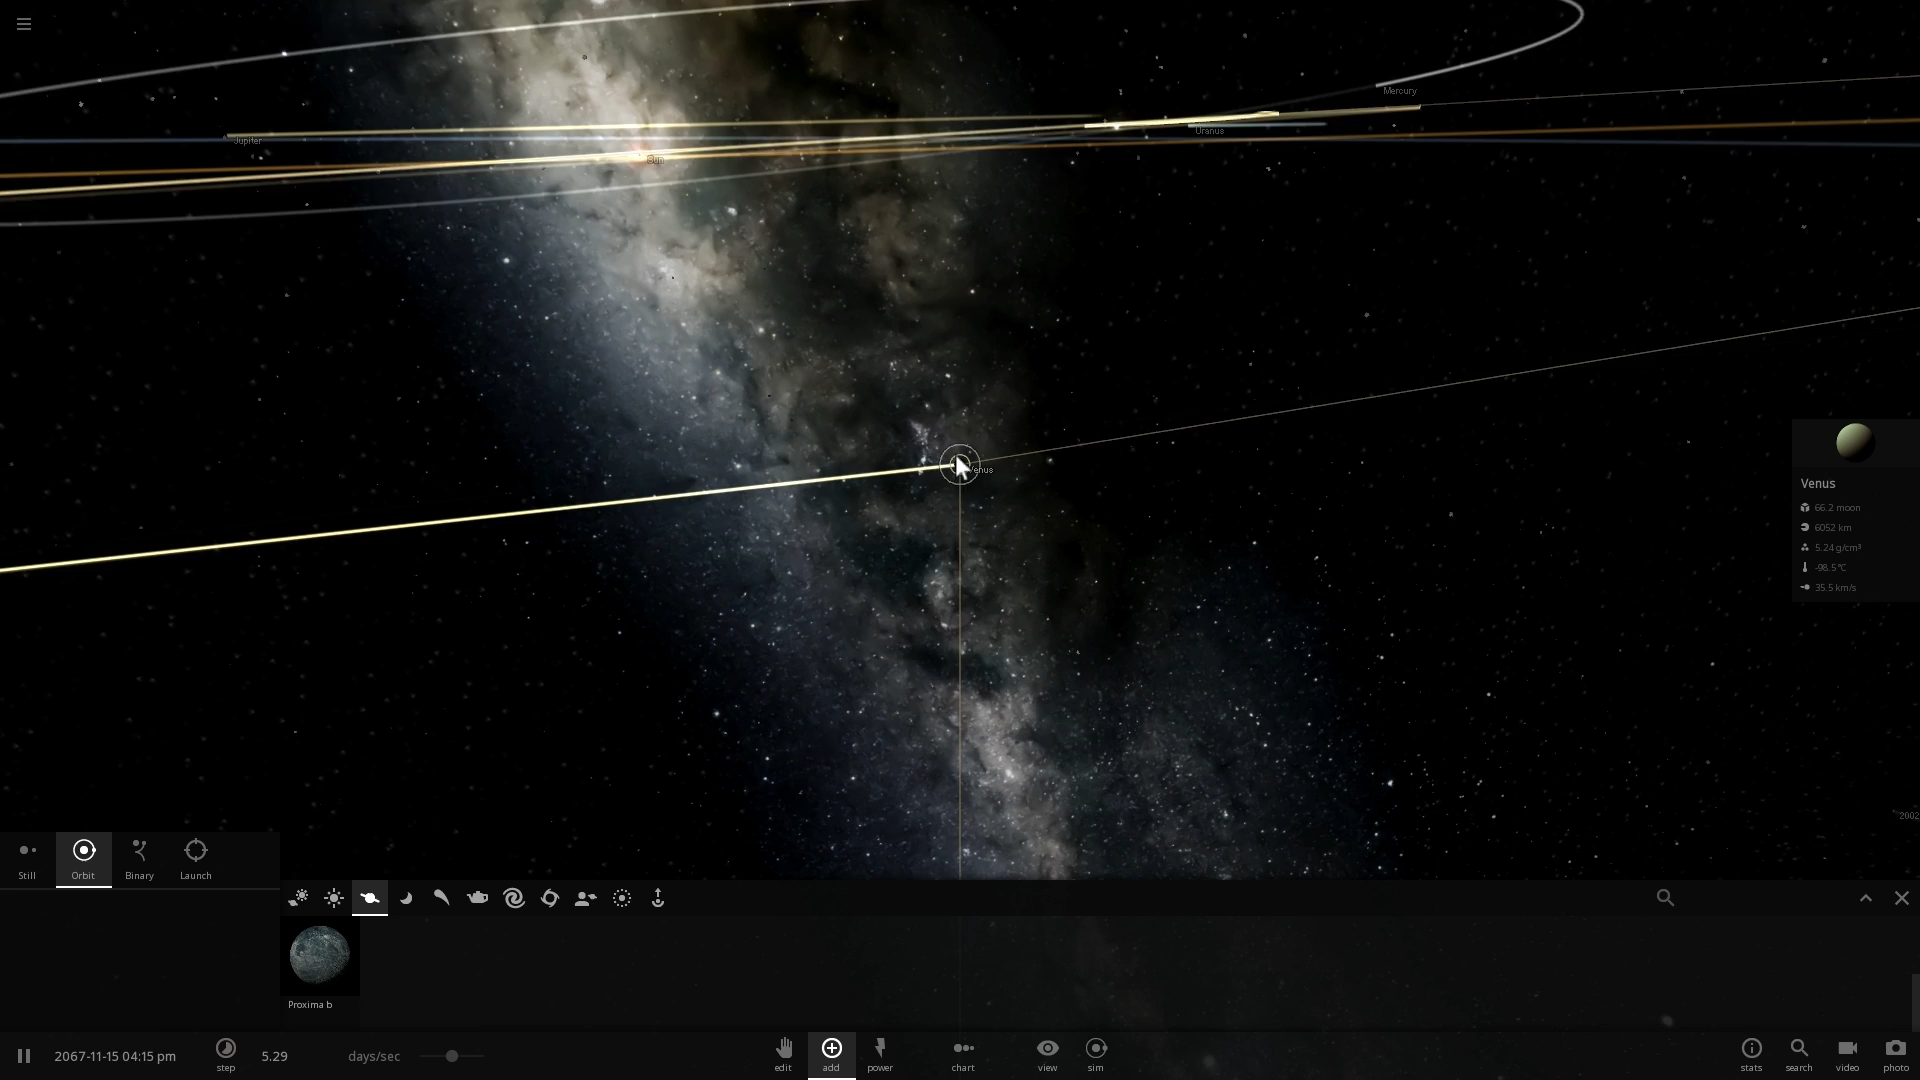 Mercury
Uranus
Jupiter
Sun
Venus
Venus
66.2 moon
6052 km
5.24 g/cm³
-98.5°C
35.5 km/s
2002
Still
Orbit
Binary
Launch
Proxima b
2067-11-15 04:15 pm
step
5.29
days/sec
edit
add
power
chart
view
sim
stats
search
video
photo